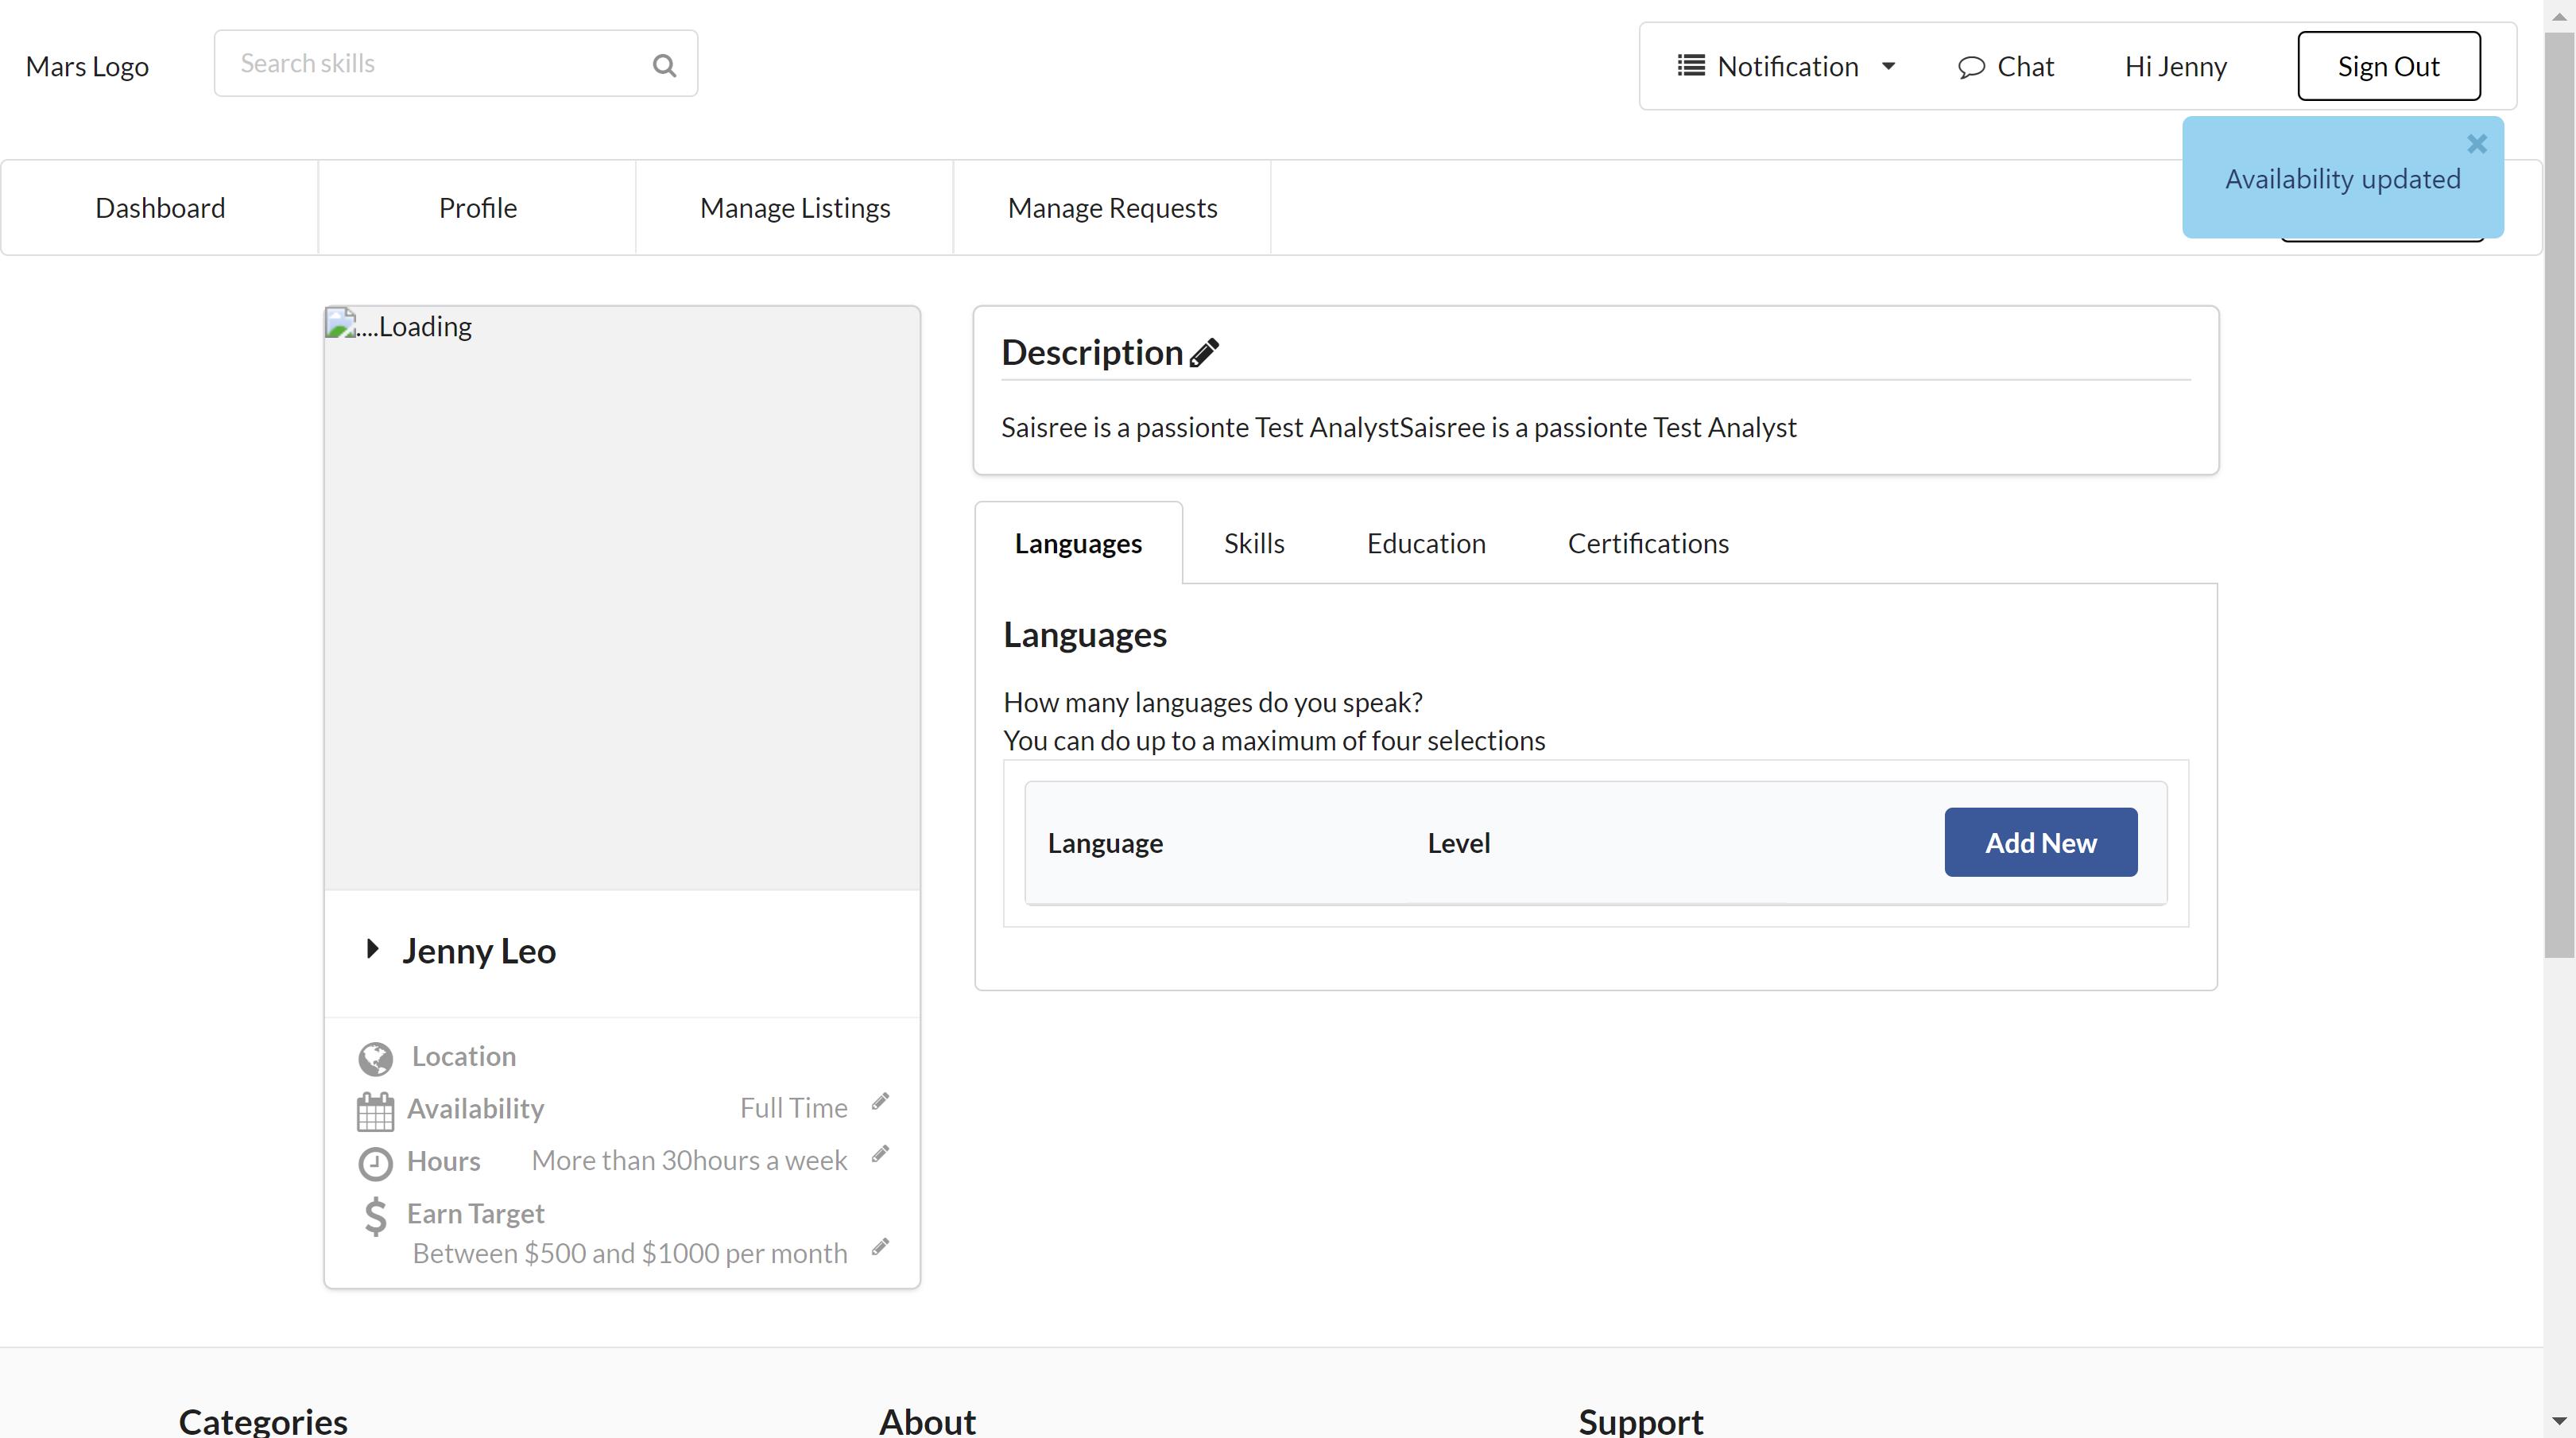 Mars Logo
Search skills
Notification
Chat
Hi Jenny
Sign Out
Availability updated
Dashboard
Profile
Manage Listings
Manage Requests
....Loading
Description
Saisree is a passionte Test AnalystSaisree is a passionte Test Analyst
Languages
Skills
Education
Certifications
Languages
How many languages do you speak?
You can do up to a maximum of four selections
Language
Level
Add New
Jenny Leo
Location
Availability
Full Time
Hours
More than 30hours a week
Earn Target
Between $500 and $1000 per month
Categories
About
Support